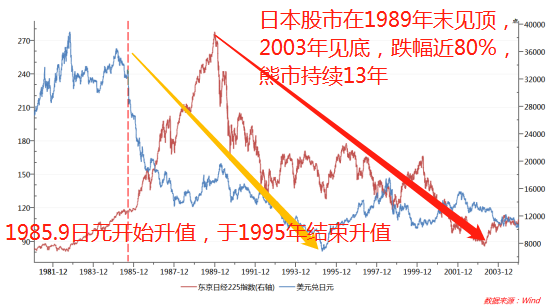 日本股市在1989年末见顶，
2003年见底，跌幅近80%，
熊市持续13年
点
270
240
210
180
150
120
90
40000
36000
32000
28000
24000
20000
16000
12000
8000
1985.9日元开始升值，于1995年结束升值
1981-12 1983-12 1985-12 1987-12 1989-12 1991-12 1993-12 1995-12 1997-12 1999-12 2001-12 2003-12
东京日经225指数(右轴) 美元兑日元
数据来源：Wind